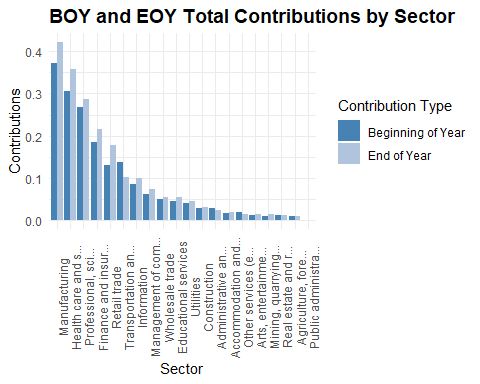 BOY and EOY Total Contributions by Sector
Contributions
0.4
0.3
0.2
0.1
0.0
Manufacturing
Health care and s...
Professional, sci...
Finance and insur...
Retail trade
Transportation an...
Information
Management of com...
Wholesale trade
Educational services
Utilities
Construction
Administrative an...
Accommodation and...
Other services (e...
Arts, entertainme...
Mining, quarrying...
Real estate and r...
Agriculture, fore...
Public administra...
Sector
Contribution Type
Beginning of Year
End of Year